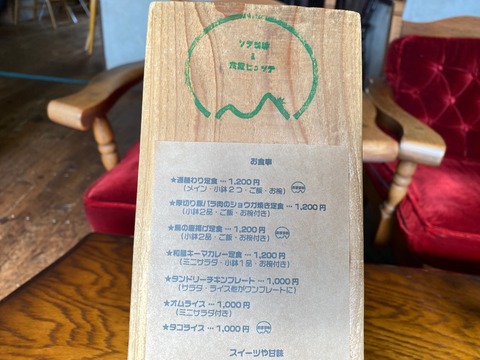 ソデ珈琲
&
食屋ヒュッテ
お食事
★週替わり定食 … 1,200円
（メイン・小鉢２つ・ご飯・お椀）
★厚切り豚バラ肉のショウガ焼き定食 … 1,200円
（小鉢2品・ご飯・お椀付き）
★鶏の唐揚げ定食 … 1,200円
（小鉢2品・ご飯・お椀付き）
★和風キーマカレー定食 … 1,200円
（ミニサラダ・小鉢1品・お椀付き）
★タンドリーチキンプレート … 1,000円
（サラダ・ライス等がワンプレートに）
★オムライス … 1,000円
（ミニサラダ付き）
★タコライス … 1,000円
スイーツや甘味